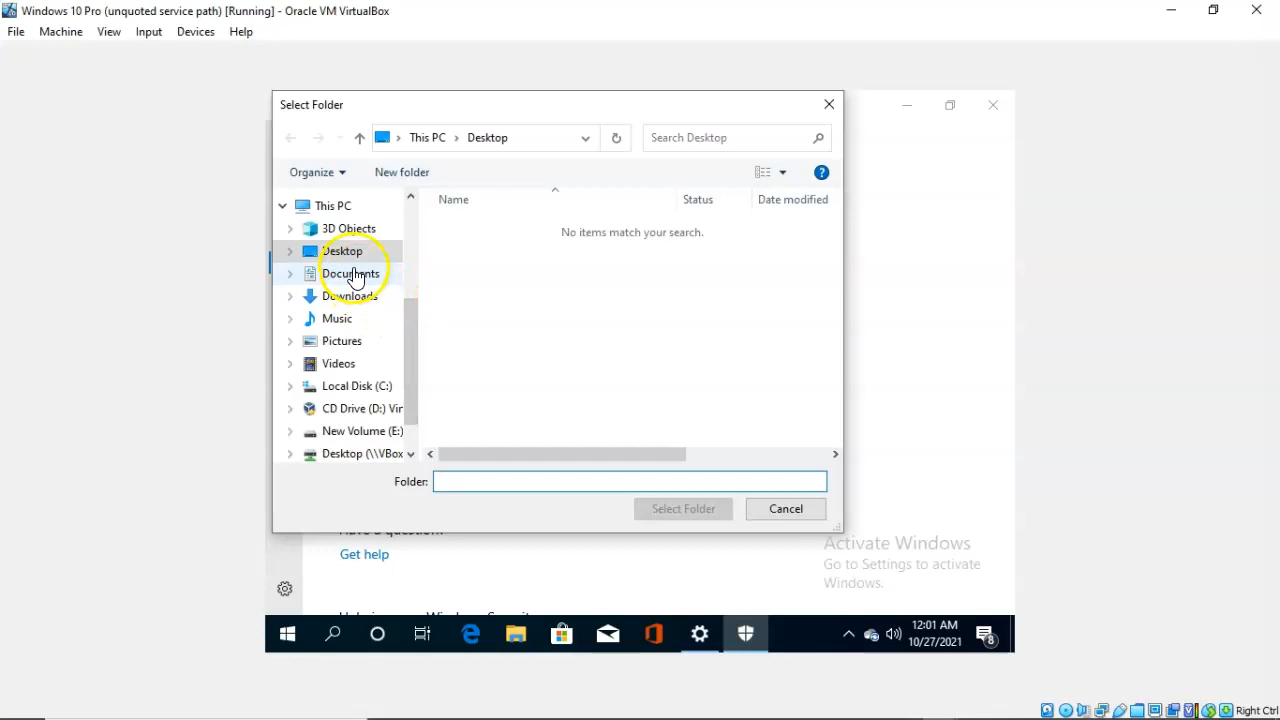 Windows 10 Pro (unquoted service path) [Running] - Oracle VM VirtualBox
File Machine View Input Devices Help
Select Folder
This PC Desktop
Search Desktop
Organize New folder
Name Status Date modified
No items match your search.
This PC
3D Objects
Desktop
Documents
Downloads
Music
Pictures
Videos
Local Disk (C:)
CD Drive (D:) Vir
New Volume (E:)
Desktop (\\VBox
Folder:
Select Folder Cancel
Have a question?
Get help
Activate Windows
Go to Settings to activate
Windows.
12:01 AM
10/27/2021
8
Right Ctrl